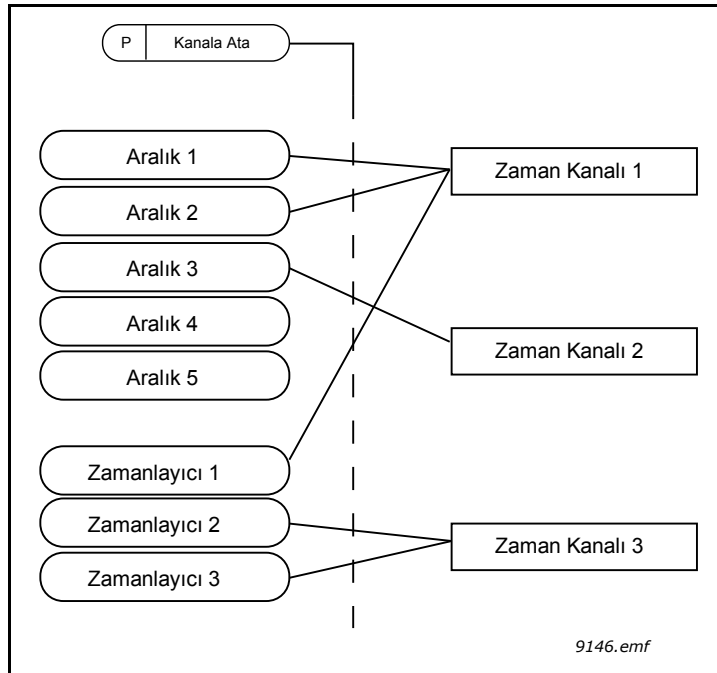 P Kanala Ata
Aralık 1
Aralık 2
Aralık 3
Aralık 4
Aralık 5
Zamanlayıcı 1
Zamanlayıcı 2
Zamanlayıcı 3
Zaman Kanalı 1
Zaman Kanalı 2
Zaman Kanalı 3
9146.emf